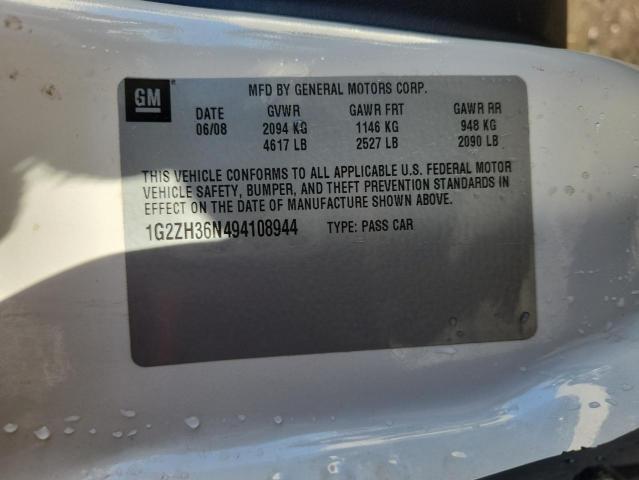 GM
MFD BY GENERAL MOTORS CORP.
DATE GVWR GAWR FRT GAWR RR
06/08 2094 KG 1146 KG 948 KG
4617 LB 2527 LB 2090 LB
THIS VEHICLE CONFORMS TO ALL APPLICABLE U.S. FEDERAL MOTOR
VEHICLE SAFETY, BUMPER, AND THEFT PREVENTION STANDARDS IN
EFFECT ON THE DATE OF MANUFACTURE SHOWN ABOVE.
1G2ZH36N494108944 TYPE: PASS CAR